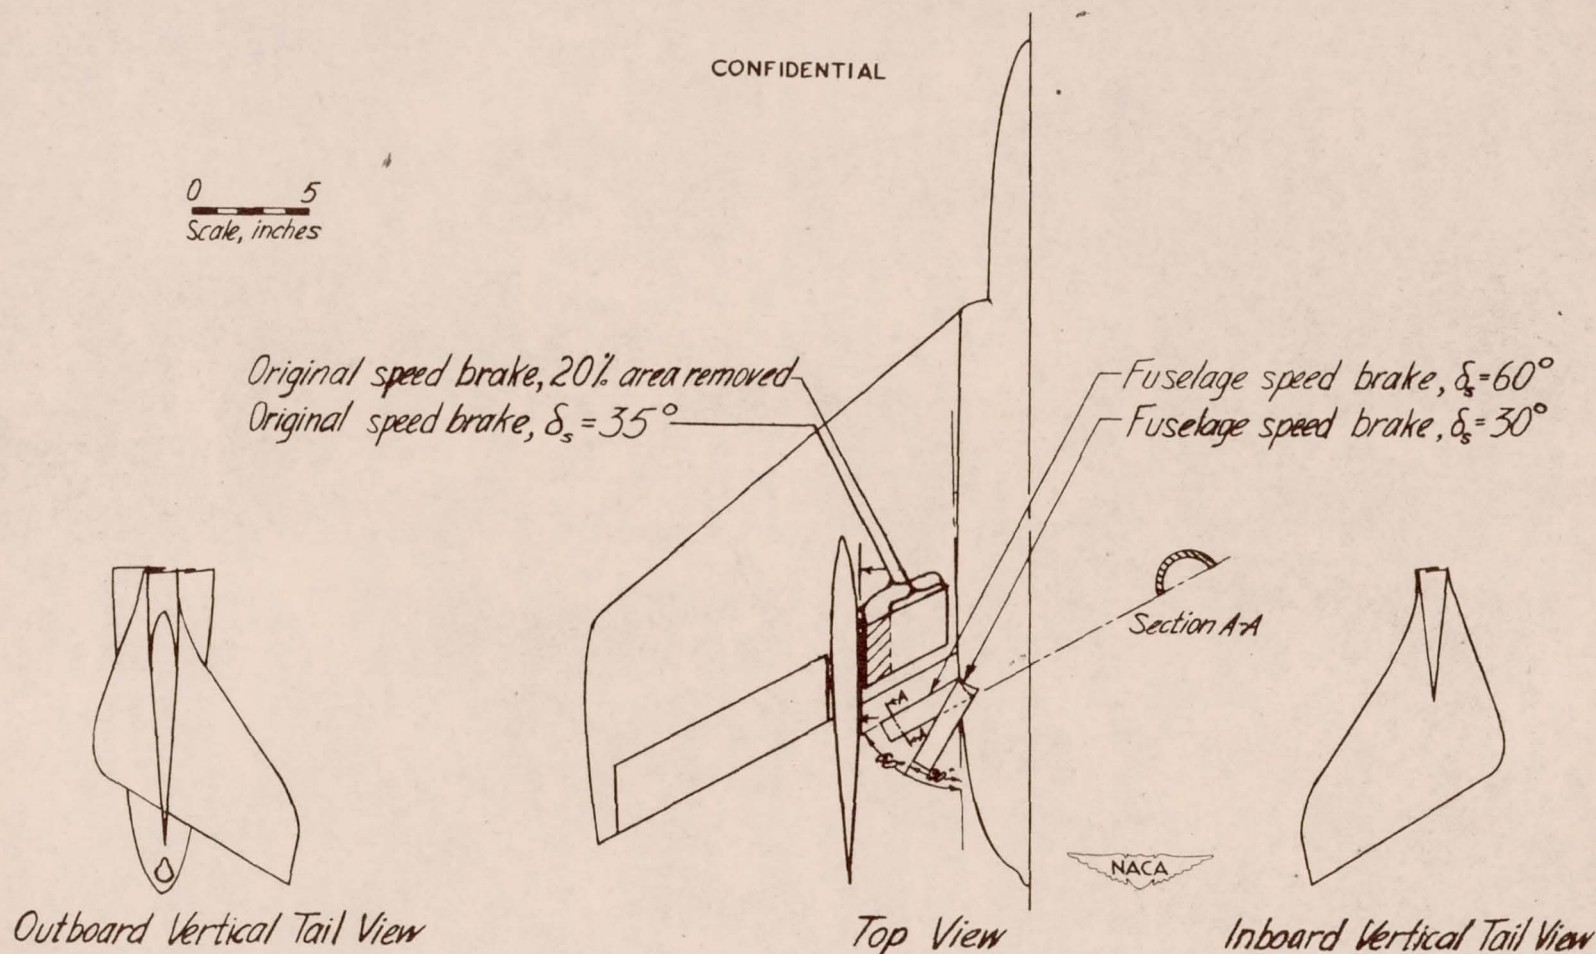 CONFIDENTIAL
0 5
Scale, inches
Original speed brake, 20% area removed
Original speed brake, δs = 35°
Fuselage speed brake, δs=60°
Fuselage speed brake, δs=30°
Section A-A
A
A
60°
30°
NACA
Outboard Vertical Tail View
Top View
Inboard Vertical Tail View